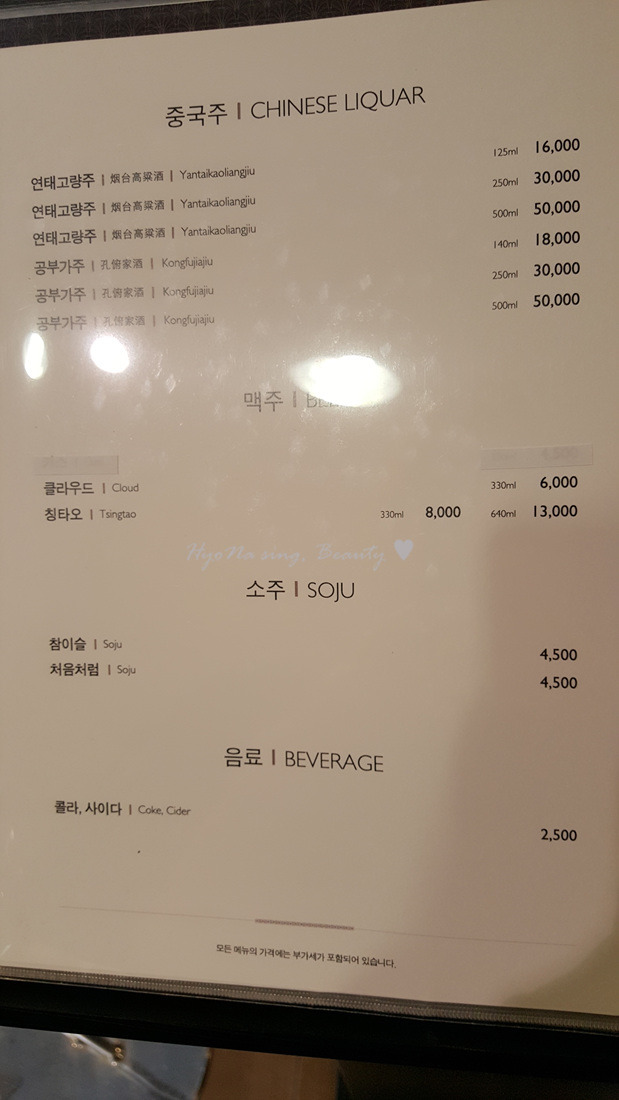 중국주 | CHINESE LIQUAR
연태고량주 | 烟台高粱酒 | Yantaikaoliangjiu 125ml 16,000
연태고량주 | 烟台高粱酒 | Yantaikaoliangjiu 250ml 30,000
연태고량주 | 烟台高粱酒 | Yantaikaoliangjiu 500ml 50,000
공부가주 | 孔俯家酒 | Kongfujiajiu 140ml 18,000
공부가주 | 孔俯家酒 | Kongfujiajiu 250ml 30,000
공부가주 | 孔俯家酒 | Kongfujiajiu 500ml 50,000
맥주 |
클라우드 | Cloud 330ml 6,000
칭타오 | Tsingtao 330ml 8,000 640ml 13,000
HyoNa sing, Beauty ♥
소주 | SOJU
참이슬 | Soju 4,500
처음처럼 | Soju 4,500
음료 | BEVERAGE
콜라, 사이다 | Coke, Cider 2,500
모든 메뉴의 가격에는 부가세가 포함되어 있습니다.